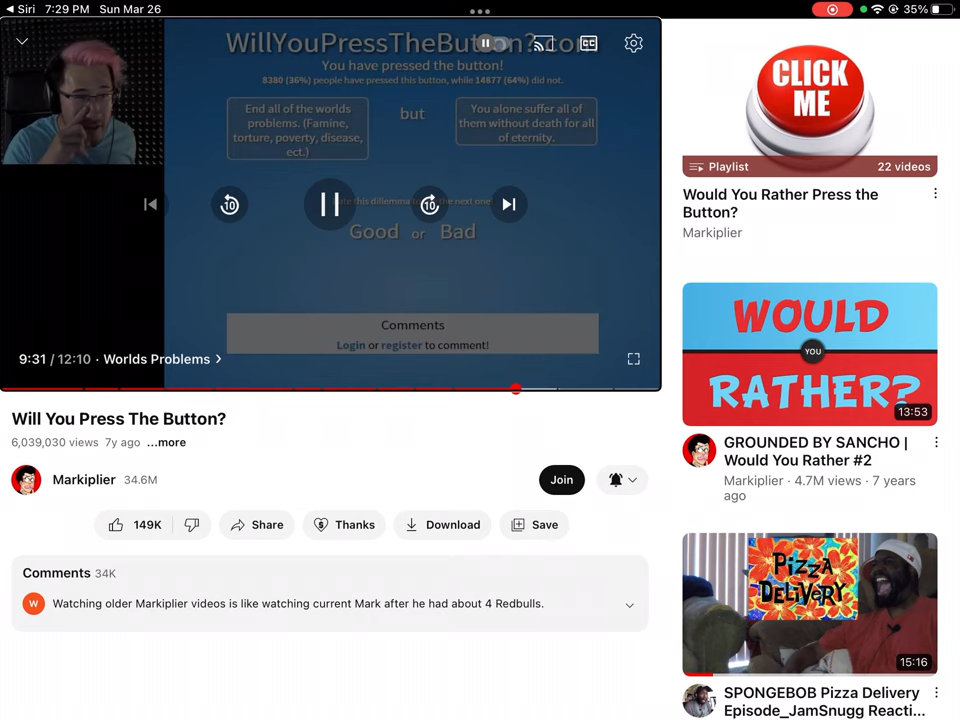 Siri 7:29 PM Sun Mar 26
35%
WillYouPressTheButton?.com
You have pressed the button!
8380 (36%) people have pressed this button, while 14877 (64%) did not.
End all of the worlds
problems. (Famine,
torture, poverty, disease,
ect.)
but
You alone suffer all of
them without death for all
of eternity.
10
10
this dillemma
the next one
Good or Bad
Comments
Login or register to comment!
9:31 / 12:10 · Worlds Problems
Will You Press The Button?
6,039,030 views 7y ago ...more
Markiplier 34.6M
Join
149K
Share
Thanks
Download
Save
Comments 34K
W
Watching older Markiplier videos is like watching current Mark after he had about 4 Redbulls.
CLICK
ME
Playlist
22 videos
Would You Rather Press the
Button?
Markiplier
WOULD
YOU
RATHER?
13:53
GROUNDED BY SANCHO |
Would You Rather #2
Markiplier · 4.7M views · 7 years
ago
PIZZA
DELIVERY
15:16
SPONGEBOB Pizza Delivery
Episode_JamSnugg Reacti...